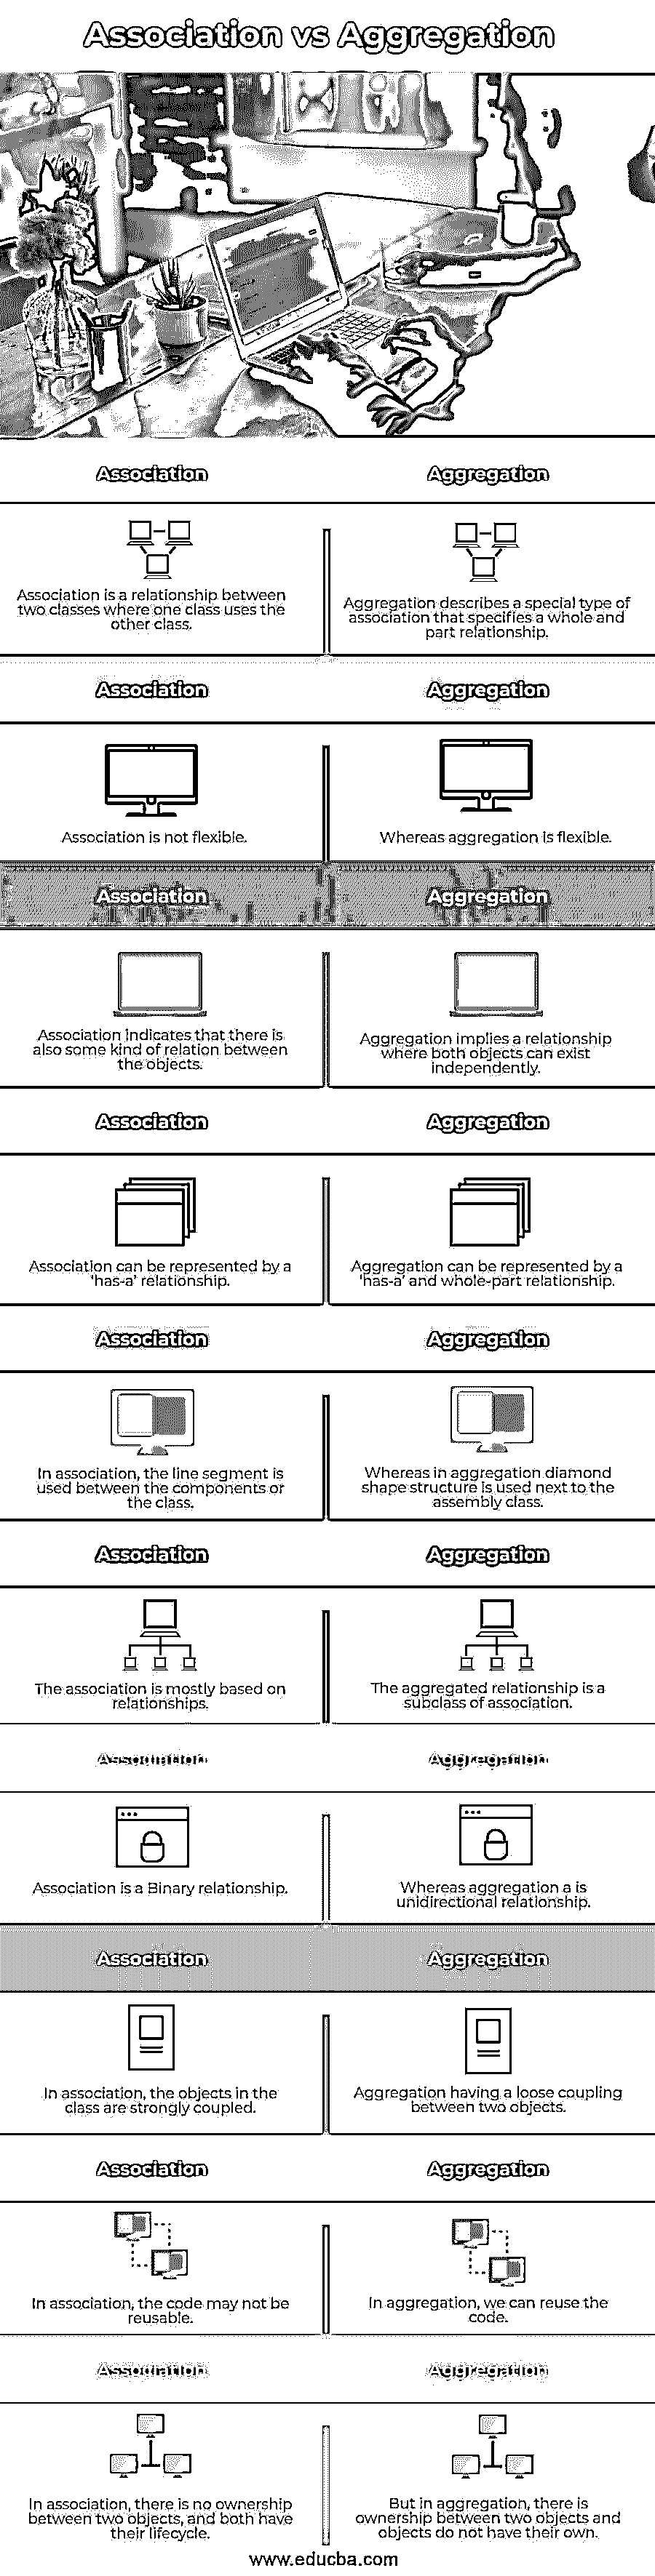 Association vs Aggregation
Association
Aggregation
Association is a relationship between
two classes where one class uses the
other class.
Aggregation describes a special type of
association that specifies a whole and
part relationship.
Association
Aggregation
Association is not flexible.
Whereas aggregation is flexible.
Association
Aggregation
Association indicates that there is
also some kind of relation between
the objects.
Aggregation implies a relationship
where both objects can exist
independently.
Association
Aggregation
Association can be represented by a
'has-a' relationship.
Aggregation can be represented by a
'has-a' and whole-part relationship.
Association
Aggregation
In association, the line segment is
used between the components or
the class.
Whereas in aggregation diamond
shape structure is used next to the
assembly class.
Association
Aggregation
The association is mostly based on
relationships.
The aggregated relationship is a
subclass of association.
Association
Aggregation
Association is a Binary relationship.
Whereas aggregation a is
unidirectional relationship.
Association
Aggregation
In association, the objects in the
class are strongly coupled.
Aggregation having a loose coupling
between two objects.
Association
Aggregation
In association, the code may not be
reusable.
In aggregation, we can reuse the
code.
Association
Aggregation
In association, there is no ownership
between two objects, and both have
their lifecycle.
But in aggregation, there is
ownership between two objects and
objects do not have their own.
www.educba.com